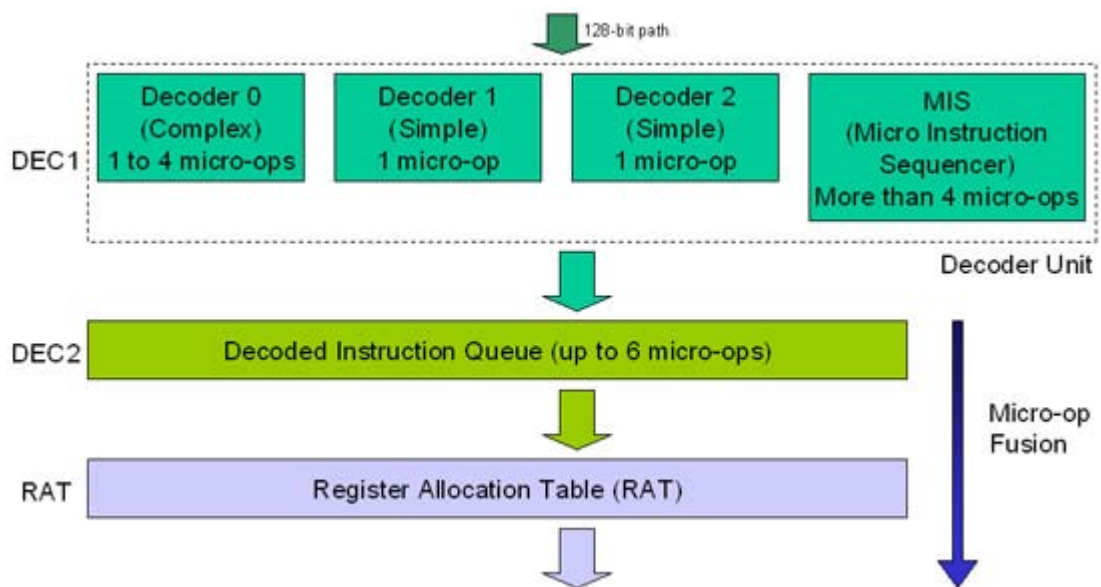 128-bit path
DEC1
Decoder 0
(Complex)
1 to 4 micro-ops
Decoder 1
(Simple)
1 micro-op
Decoder 2
(Simple)
1 micro-op
MIS
(Micro Instruction
Sequencer)
More than 4 micro-ops
Decoder Unit
DEC2
Decoded Instruction Queue (up to 6 micro-ops)
Micro-op
Fusion
RAT
Register Allocation Table (RAT)